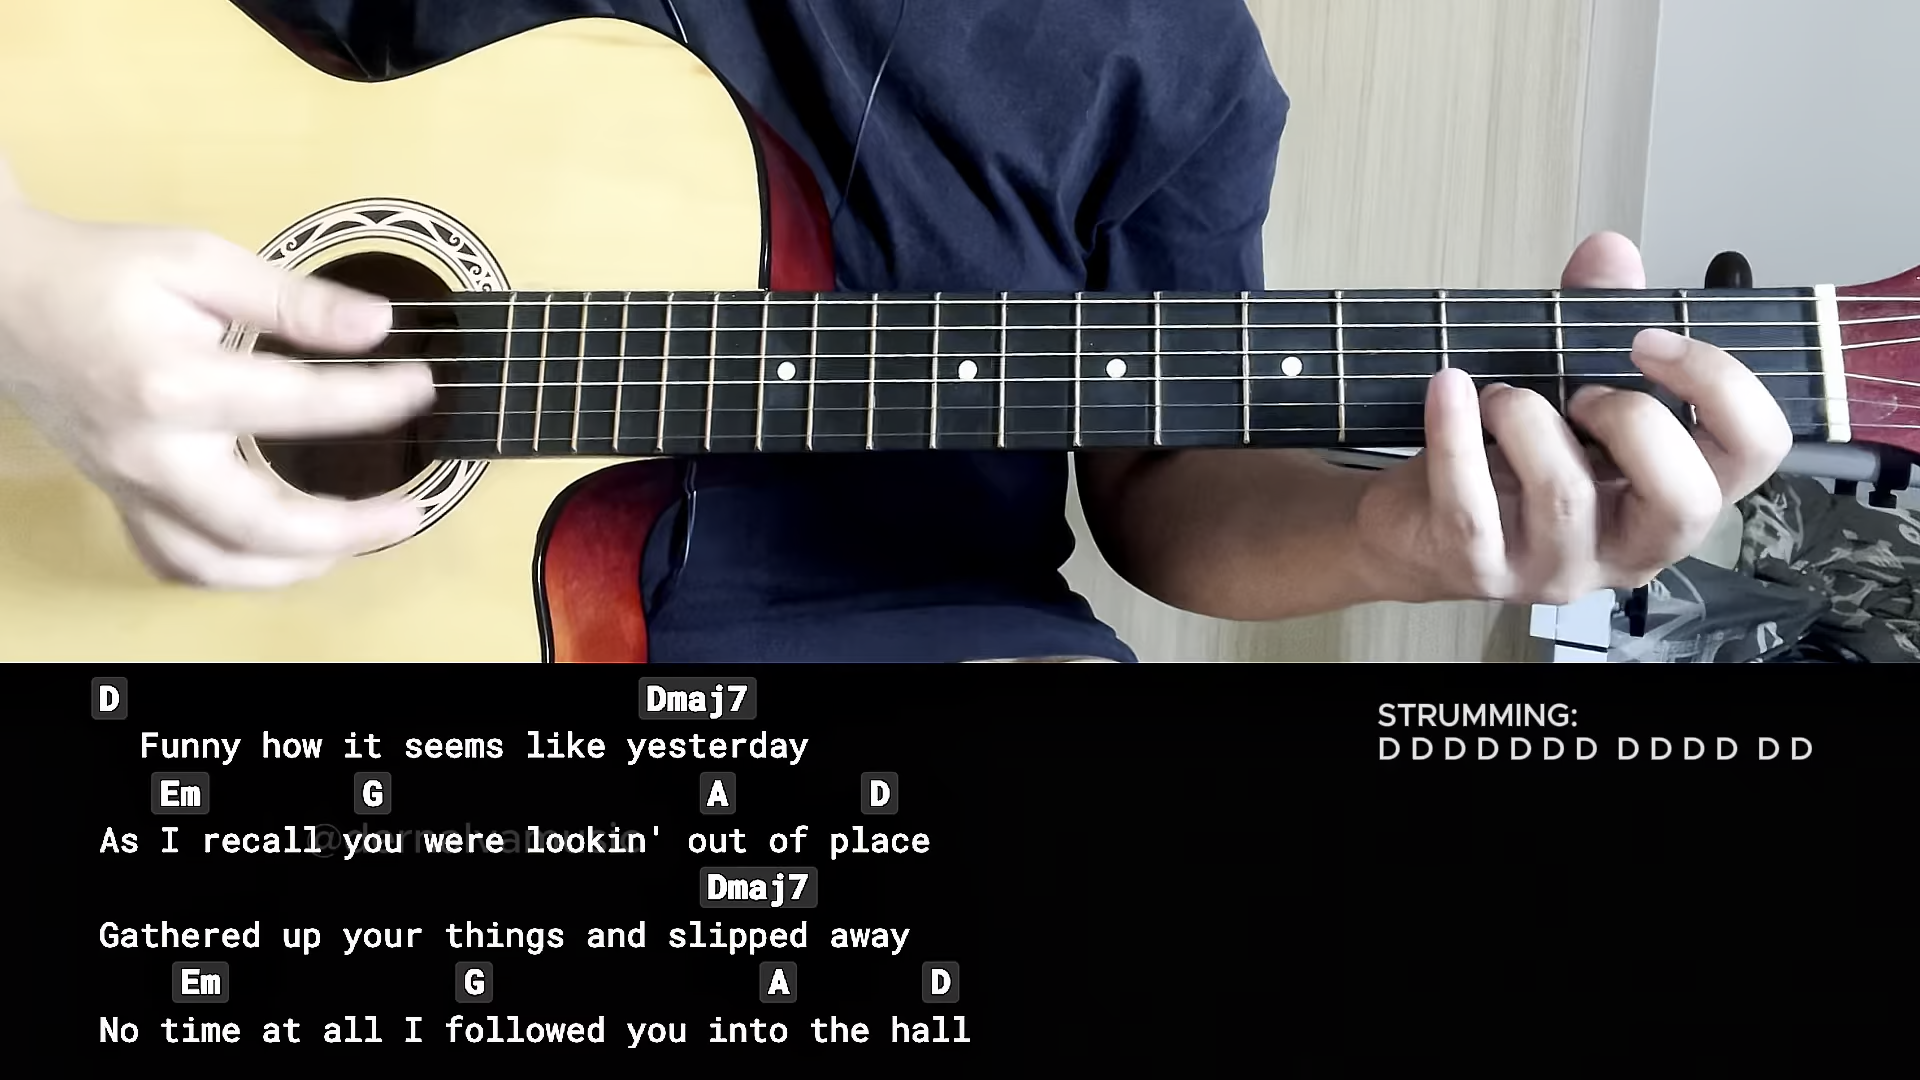 D Dmaj7
Funny how it seems like yesterday
Em G A D
As I recall you were lookin' out of place
Dmaj7
Gathered up your things and slipped away
Em G A D
No time at all I followed you into the hall
STRUMMING:
D D D D D D D D D D D D D